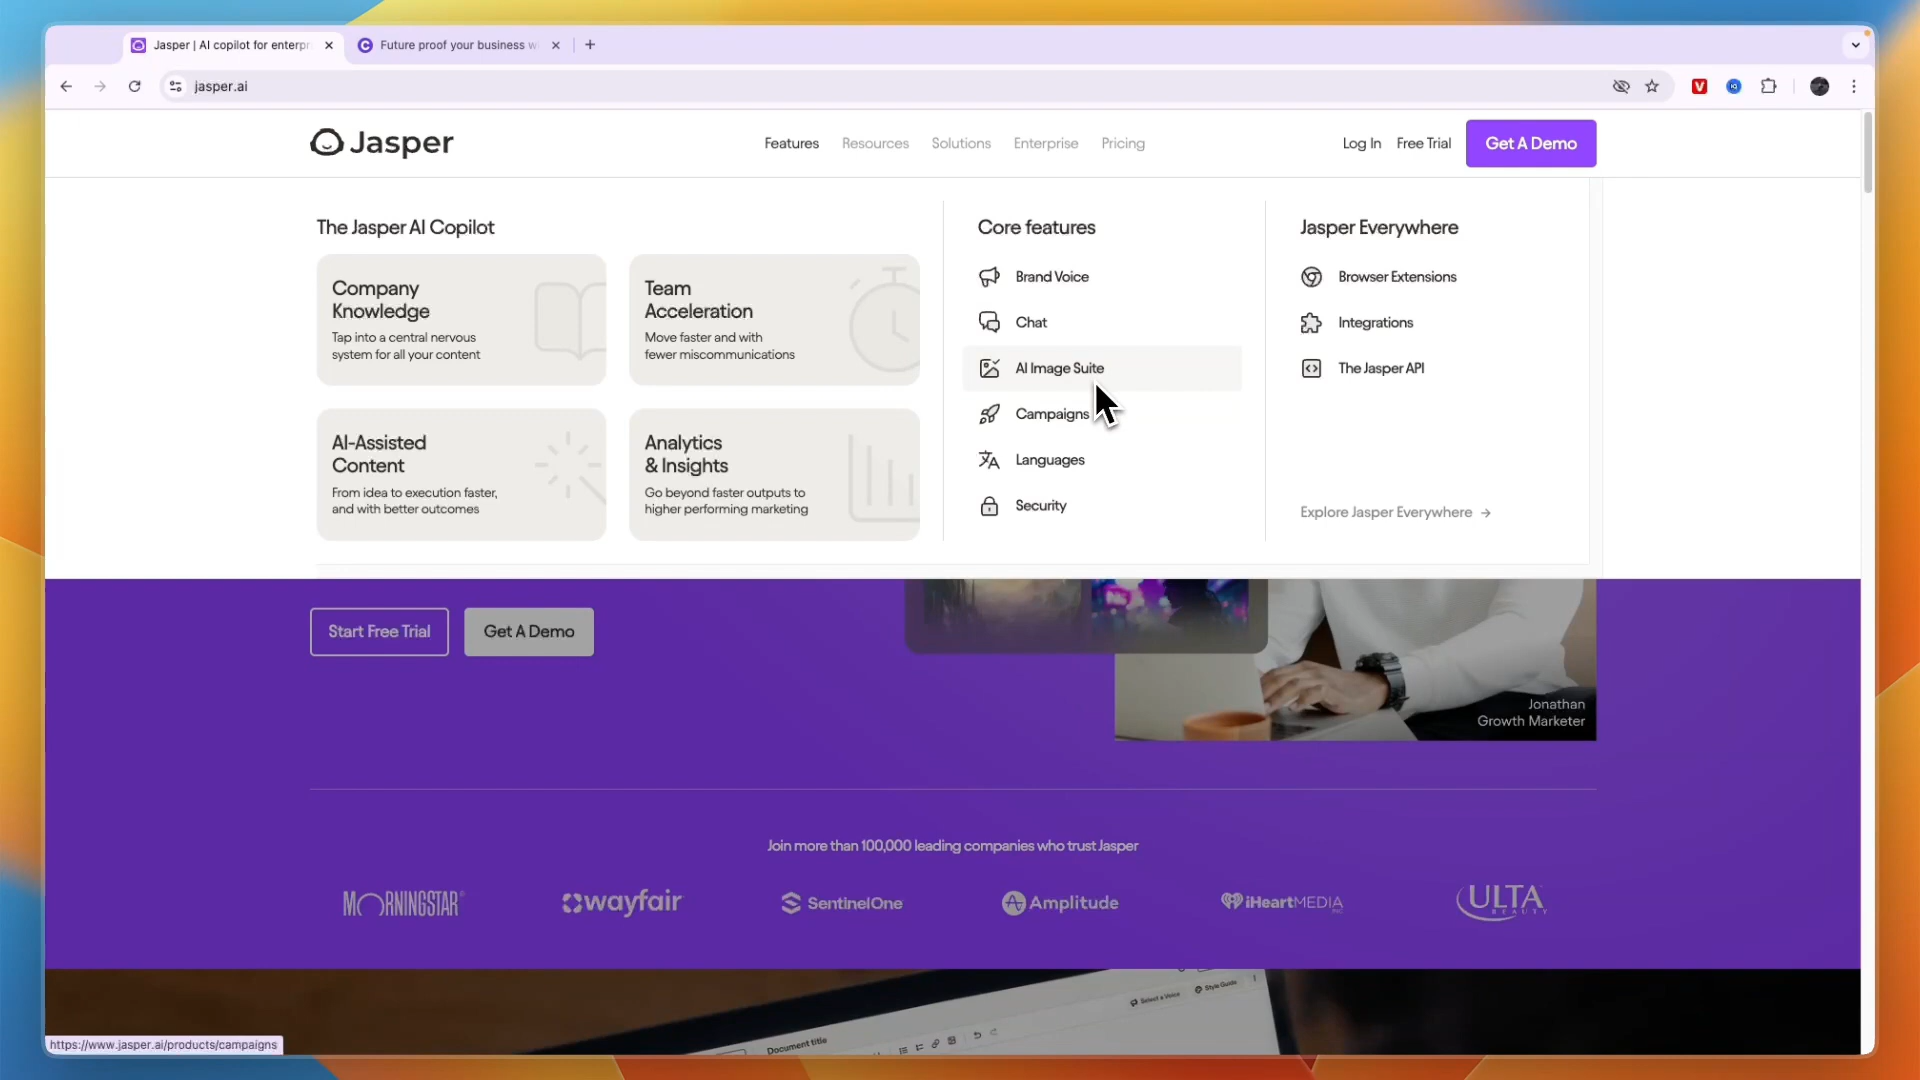 Jasper | AI copilot for enterpr
Future proof your business w
jasper.ai
Jasper
Features
Resources
Solutions
Enterprise
Pricing
Log In
Free Trial
Get A Demo
The Jasper AI Copilot
Company
Knowledge
Tap into a central nervous
system for all your content
Team
Acceleration
Move faster and with
fewer miscommunications
AI-Assisted
Content
From idea to execution faster,
and with better outcomes
Analytics
& Insights
Go beyond faster outputs to
higher performing marketing
Core features
Brand Voice
Chat
AI Image Suite
Campaigns
Languages
Security
Jasper Everywhere
Browser Extensions
Integrations
The Jasper API
Explore Jasper Everywhere →
Start Free Trial
Get A Demo
Jonathan
Growth Marketer
Join more than 100,000 leading companies who trust Jasper
MORNINGSTAR
wayfair
SentinelOne
Amplitude
iHeartMEDIA
ULTA
BEAUTY
Select a Voice
Style Guide
Document title
https://www.jasper.ai/products/campaigns